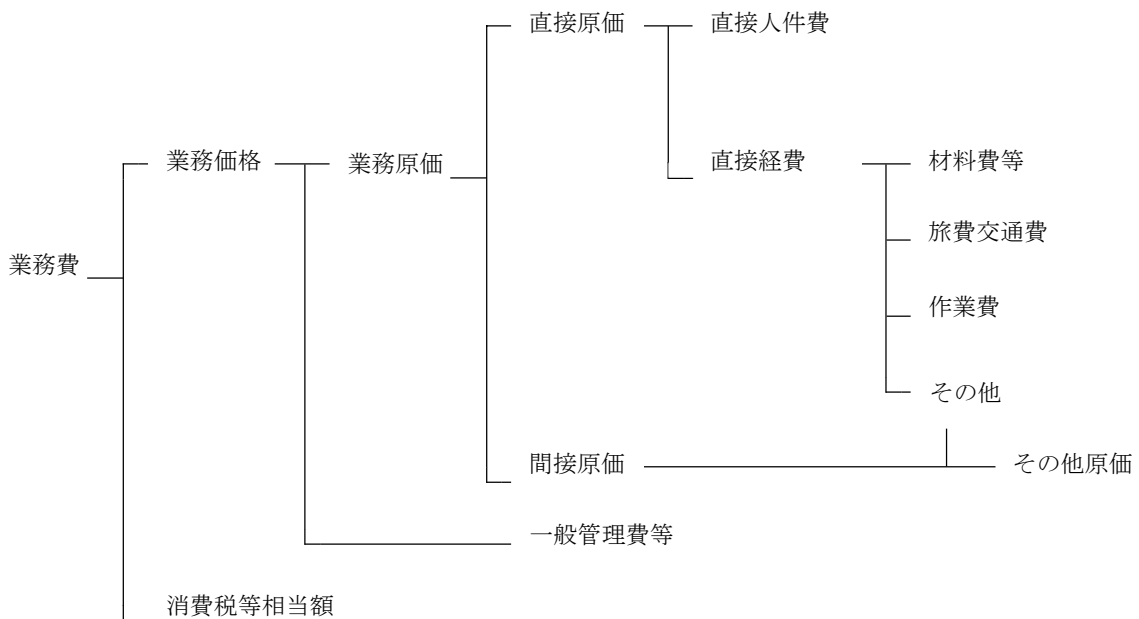 直接原価
直接人件費
業務価格
業務原価
直接経費
材料費等
旅費交通費
業務費
作業費
その他
間接原価
その他原価
一般管理費等
消費税等相当額